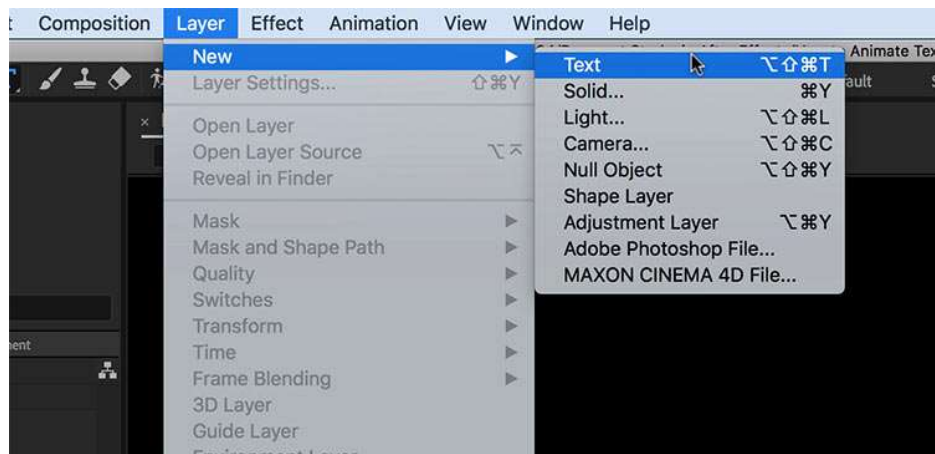 Composition Layer Effect Animation View Window Help
New
Layer Settings... ⇧⌘Y
Open Layer
Open Layer Source ⌥⌤
Reveal in Finder
Mask
Mask and Shape Path
Quality
Switches
Transform
Time
Frame Blending
3D Layer
Guide Layer
Text ⌥⇧⌘T
Solid... ⌘Y
Light... ⌥⇧⌘L
Camera... ⌥⇧⌘C
Null Object ⌥⇧⌘Y
Shape Layer
Adjustment Layer ⌥⌘Y
Adobe Photoshop File...
MAXON CINEMA 4D File...
Animate Tex
ault
ent